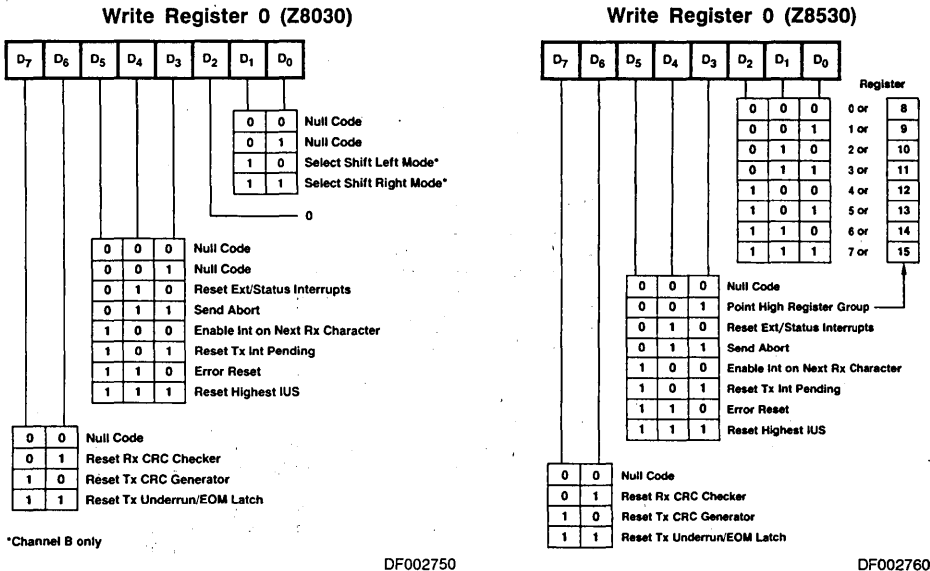 Write Register 0 (Z8030)
D7 D6 D5 D4 D3 D2 D1 D0
0 0 Null Code
0 1 Null Code
1 0 Select Shift Left Mode*
1 1 Select Shift Right Mode*
0
0 0 0 Null Code
0 0 1 Null Code
0 1 0 Reset Ext/Status Interrupts
0 1 1 Send Abort
1 0 0 Enable Int on Next Rx Character
1 0 1 Reset Tx Int Pending
1 1 0 Error Reset
1 1 1 Reset Highest IUS
0 0 Null Code
0 1 Reset Rx CRC Checker
1 0 Reset Tx CRC Generator
1 1 Reset Tx Underrun/EOM Latch
*Channel B only
DF002750
Write Register 0 (Z8530)
D7 D6 D5 D4 D3 D2 D1 D0
Register
0 0 0 0 or 8
0 0 1 1 or 9
0 1 0 2 or 10
0 1 1 3 or 11
1 0 0 4 or 12
1 0 1 5 or 13
1 1 0 6 or 14
1 1 1 7 or 15
0 0 0 Null Code
0 0 1 Point High Register Group
0 1 0 Reset Ext/Status Interrupts
0 1 1 Send Abort
1 0 0 Enable Int on Next Rx Character
1 0 1 Reset Tx Int Pending
1 1 0 Error Reset
1 1 1 Reset Highest IUS
0 0 Null Code
0 1 Reset Rx CRC Checker
1 0 Reset Tx CRC Generator
1 1 Reset Tx Underrun/EOM Latch
DF002760